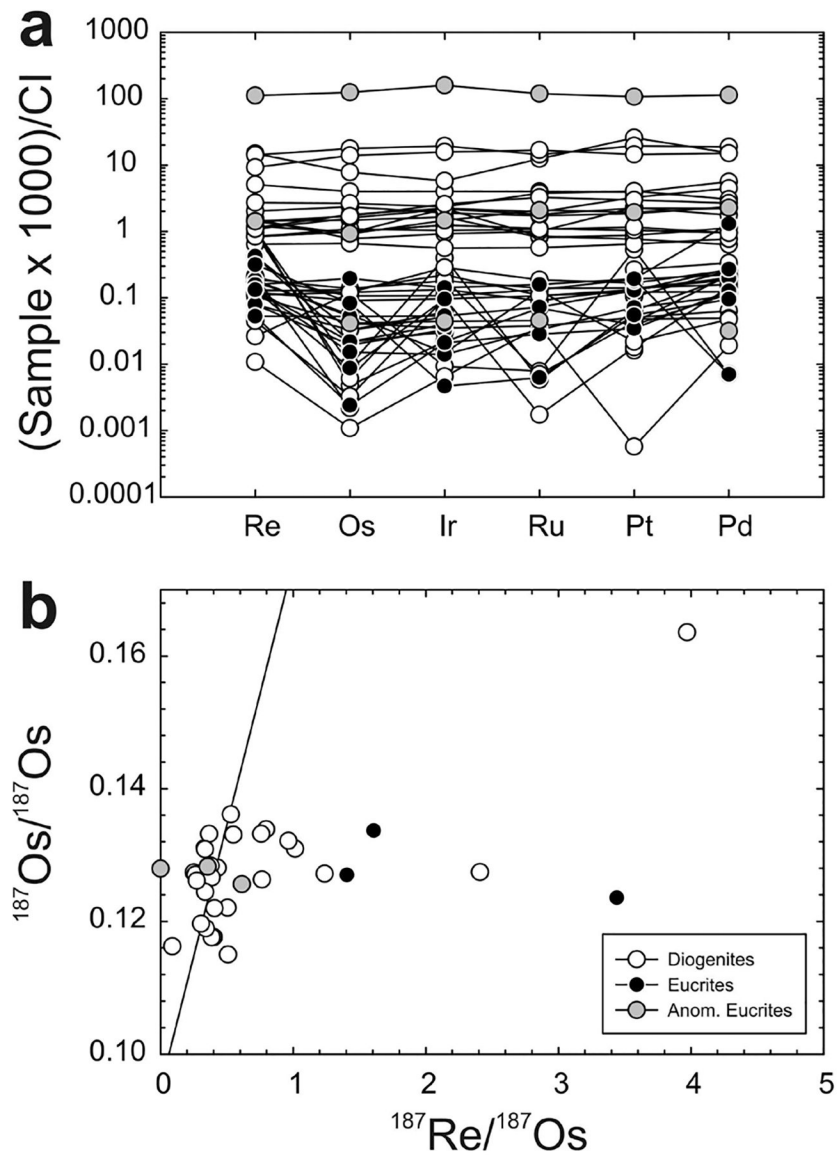 a
(Sample x 1000)/CI
1000
100
10
1
0.1
0.01
0.001
0.0001
Re Os Ir Ru Pt Pd
b
187Os/187Os
0.16
0.14
0.12
0.10
0 1 2 3 4 5
187Re/187Os
Diogenites
Eucrites
Anom. Eucrites